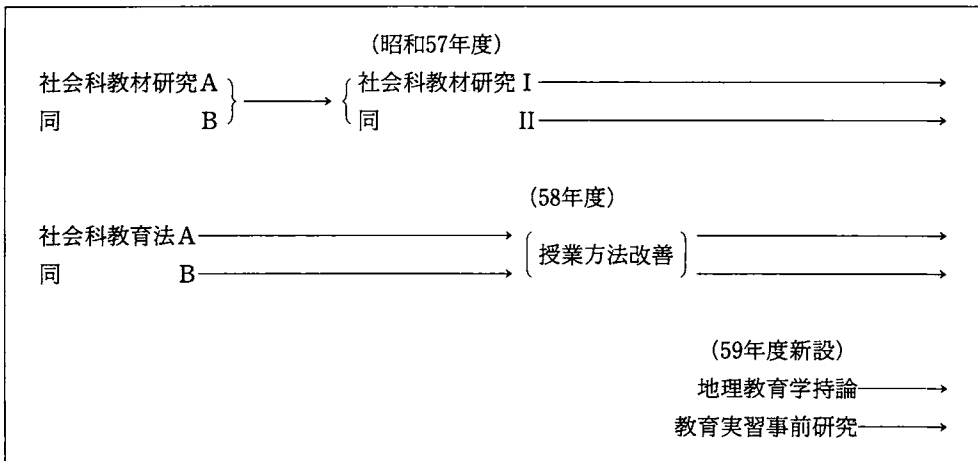 (昭和57年度)
社会科教材研究A 社会科教材研究 I
同 B 同 II
(58年度)
社会科教育法A 授業方法改善
同 B
(59年度新設)
地理教育学持論
教育実習事前研究